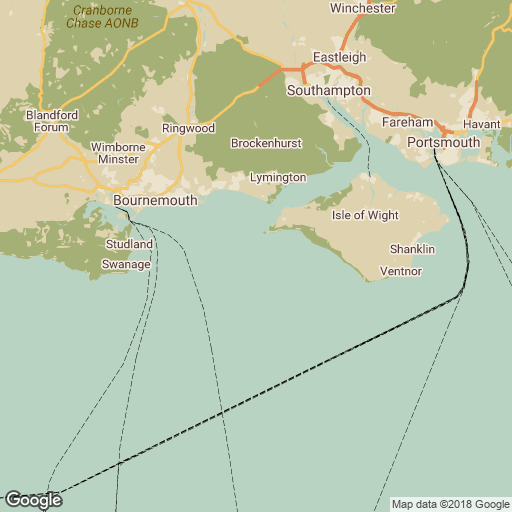 Winchester
Cranborne
Chase AONB
Eastleigh
Southampton
Blandford
Forum
Ringwood
Fareham
Havant
Portsmouth
Brockenhurst
Wimborne
Minster
Lymington
Bournemouth
Isle of Wight
Studland
Shanklin
Swanage
Ventnor
Google
Map data ©2018 Google